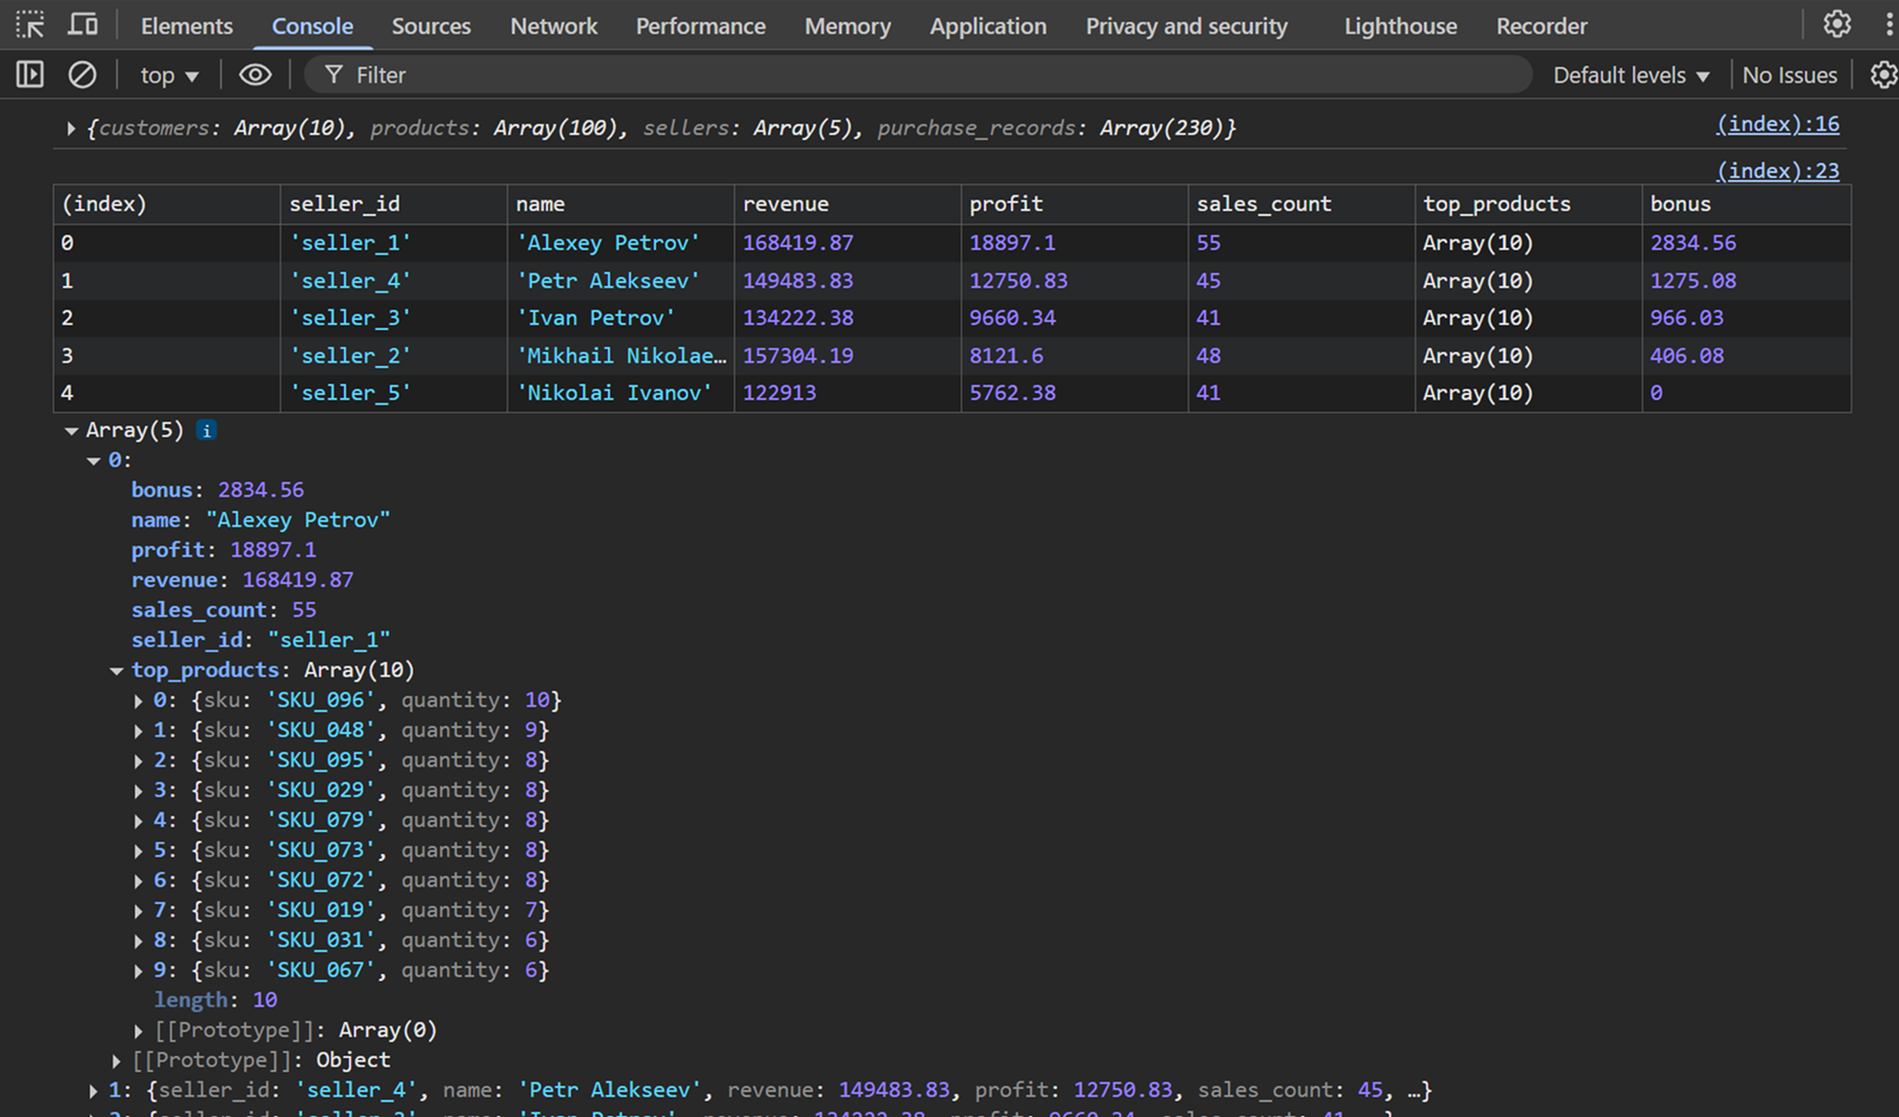 Elements Console Sources Network Performance Memory Application Privacy and security Lighthouse Recorder
top Filter Default levels No Issues
{customers: Array(10), products: Array(100), sellers: Array(5), purchase_records: Array(230)} (index):16
(index):23
(index) seller_id name revenue profit sales_count top_products bonus
0 'seller_1' 'Alexey Petrov' 168419.87 18897.1 55 Array(10) 2834.56
1 'seller_4' 'Petr Alekseev' 149483.83 12750.83 45 Array(10) 1275.08
2 'seller_3' 'Ivan Petrov' 134222.38 9660.34 41 Array(10) 966.03
3 'seller_2' 'Mikhail Nikolae… 157304.19 8121.6 48 Array(10) 406.08
4 'seller_5' 'Nikolai Ivanov' 122913 5762.38 41 Array(10) 0
Array(5) i
0:
bonus: 2834.56
name: "Alexey Petrov"
profit: 18897.1
revenue: 168419.87
sales_count: 55
seller_id: "seller_1"
top_products: Array(10)
0: {sku: 'SKU_096', quantity: 10}
1: {sku: 'SKU_048', quantity: 9}
2: {sku: 'SKU_095', quantity: 8}
3: {sku: 'SKU_029', quantity: 8}
4: {sku: 'SKU_079', quantity: 8}
5: {sku: 'SKU_073', quantity: 8}
6: {sku: 'SKU_072', quantity: 8}
7: {sku: 'SKU_019', quantity: 7}
8: {sku: 'SKU_031', quantity: 6}
9: {sku: 'SKU_067', quantity: 6}
length: 10
[[Prototype]]: Array(0)
[[Prototype]]: Object
1: {seller_id: 'seller_4', name: 'Petr Alekseev', revenue: 149483.83, profit: 12750.83, sales_count: 45, …}